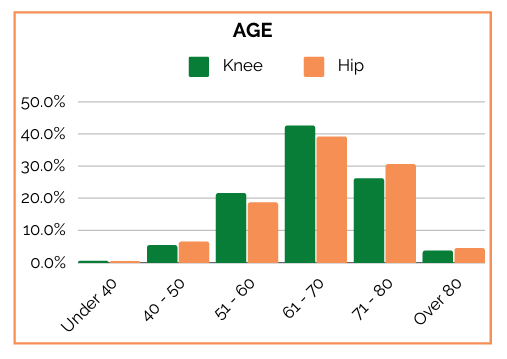 AGE
Knee Hip
50.0%
40.0%
30.0%
20.0%
10.0%
0.0%
Under 40
40 - 50
51 - 60
61 - 70
71 - 80
Over 80